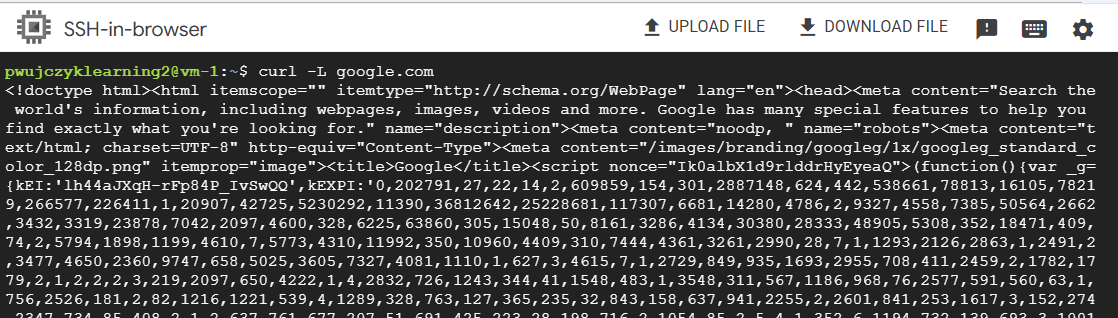 SSH-in-browser
UPLOAD FILE
DOWNLOAD FILE
pwujczyklearning2@vm-1:~$ curl -L google.com
<!doctype html><html itemscope="" itemtype="http://schema.org/WebPage" lang="en"><head><meta content="Search the
 world's information, including webpages, images, videos and more. Google has many special features to help you
find exactly what you're looking for." name="description"><meta content="noodp, " name="robots"><meta content="t
ext/html; charset=UTF-8" http-equiv="Content-Type"><meta content="/images/branding/googleg/1x/googleg_standard_c
olor_128dp.png" itemprop="image"><title>Google</title><script nonce="Ik0albX1d9rlddrHyEyeaQ">(function(){var _g=
{kEI:'lh44aJXqH-rFp84P_IvSwQQ',kEXPI:'0,202791,27,22,14,2,609859,154,301,2887148,624,442,538661,78813,16105,7821
9,266577,226411,1,20907,42725,5230292,11390,36812642,25228681,117307,6681,14280,4786,2,9327,4558,7385,50564,2662
,3432,3319,23878,7042,2097,4600,328,6225,63860,305,15048,50,8161,3286,4134,30380,28333,48905,5308,352,18471,409,
74,2,5794,1898,1199,4610,7,5773,4310,11992,350,10960,4409,310,7444,4361,3261,2990,28,7,1,1293,2126,2863,1,2491,2
,3477,4650,2360,9747,658,5025,3605,7327,4081,1110,1,627,3,4615,7,1,2729,849,935,1693,2955,708,411,2459,2,1782,17
79,2,1,2,2,2,3,219,2097,650,4222,1,4,2832,726,1243,344,41,1548,483,1,3548,311,567,1186,968,76,2577,591,560,63,1,
756,2526,181,2,82,1216,1221,539,4,1289,328,763,127,365,235,32,843,158,637,941,2255,2,2601,841,253,1617,3,152,274